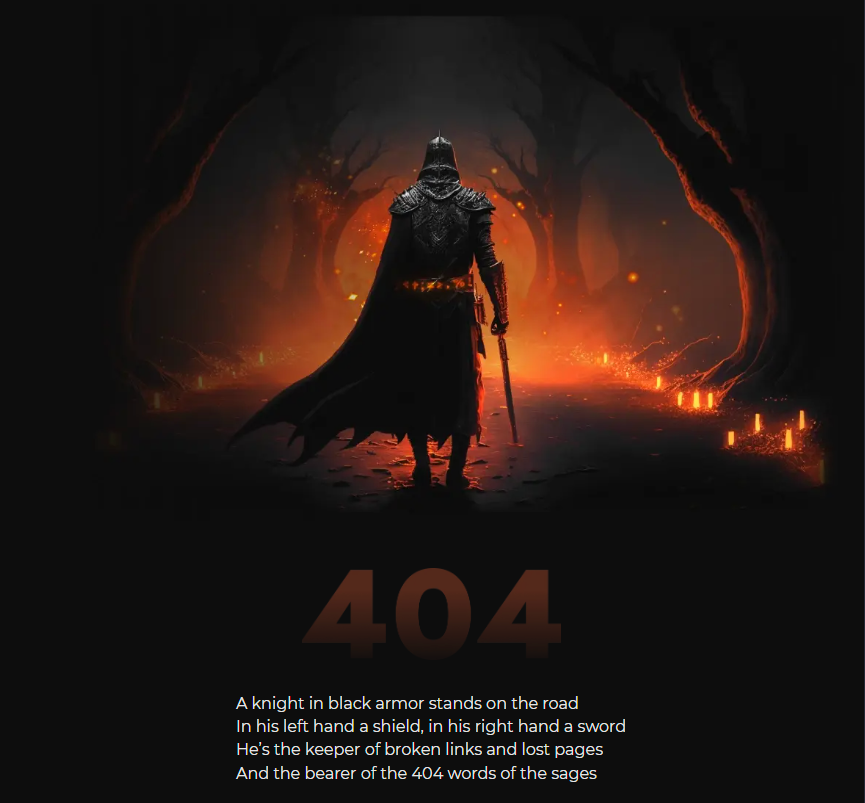 404
A knight in black armor stands on the road
In his left hand a shield, in his right hand a sword
He's the keeper of broken links and lost pages
And the bearer of the 404 words of the sages